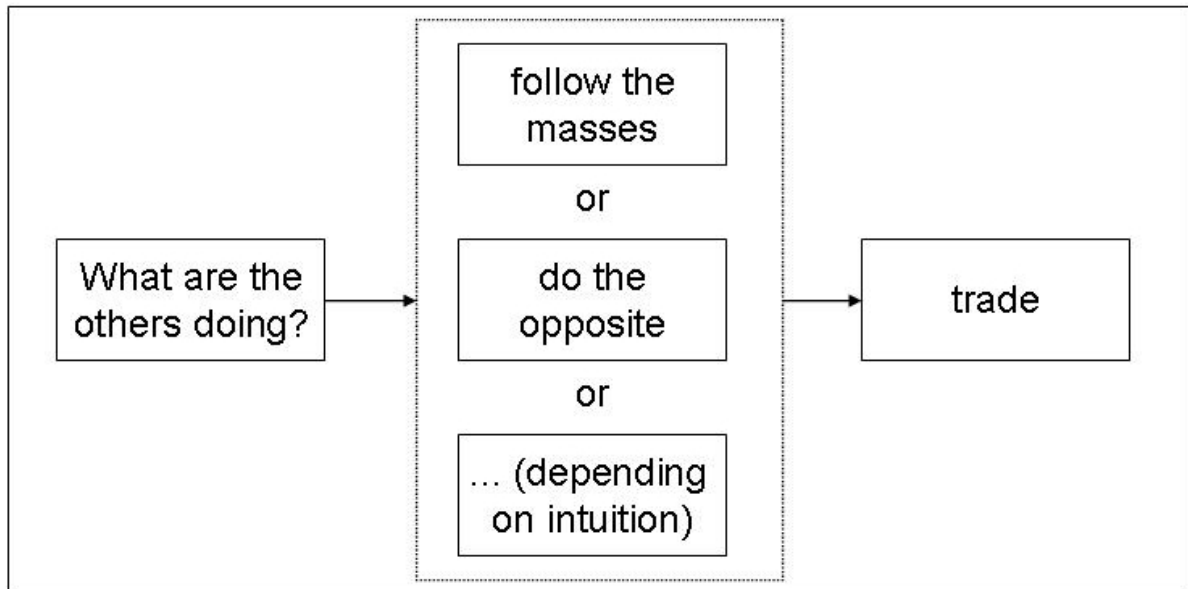 What are the
others doing?
follow the
masses
or
do the
opposite
or
… (depending
on intuition)
trade